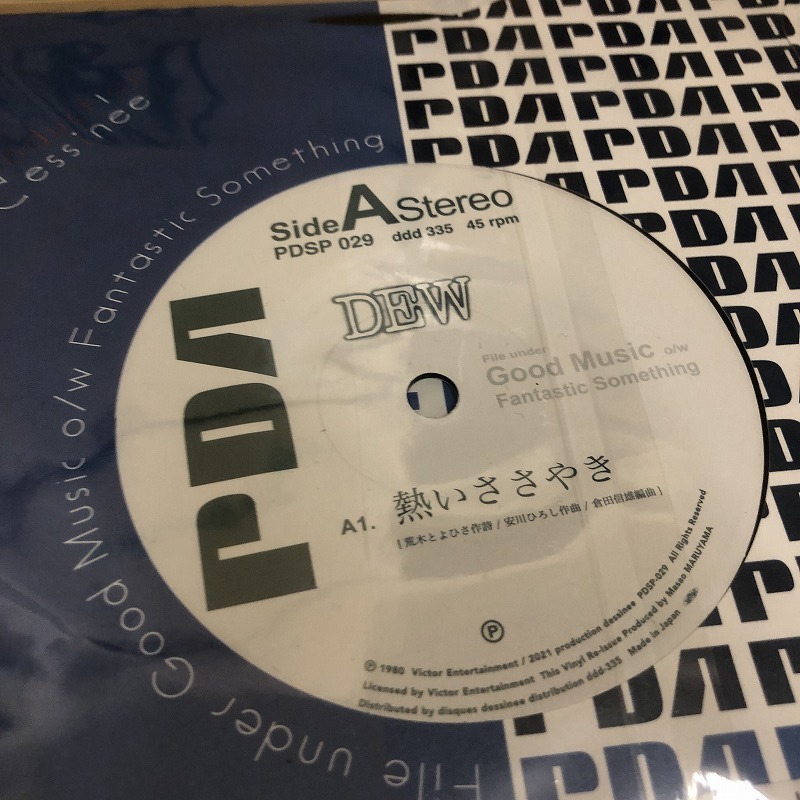 Side A Stereo
PDSP 029 ddd 335 45 rpm
DEW
PDA
File under
Good Music o/w
Fantastic Something
A1. 熱いささやき
[ 荒木とよひさ作詩 / 安川ひろし作曲 / 倉田信雄編曲 ]
Ⓟ
Ⓟ 1980 Victor Entertainment / 2021 production dessinee PDSP-029 All Rights Reserved
Licensed by Victor Entertainment This Vinyl Re-issue Produced by Masao MARUYAMA
Distributed by disques dessinee distribution ddd-335 Made in Japan
File under Good Music o/w Fantastic Something
PDA PDA PDA